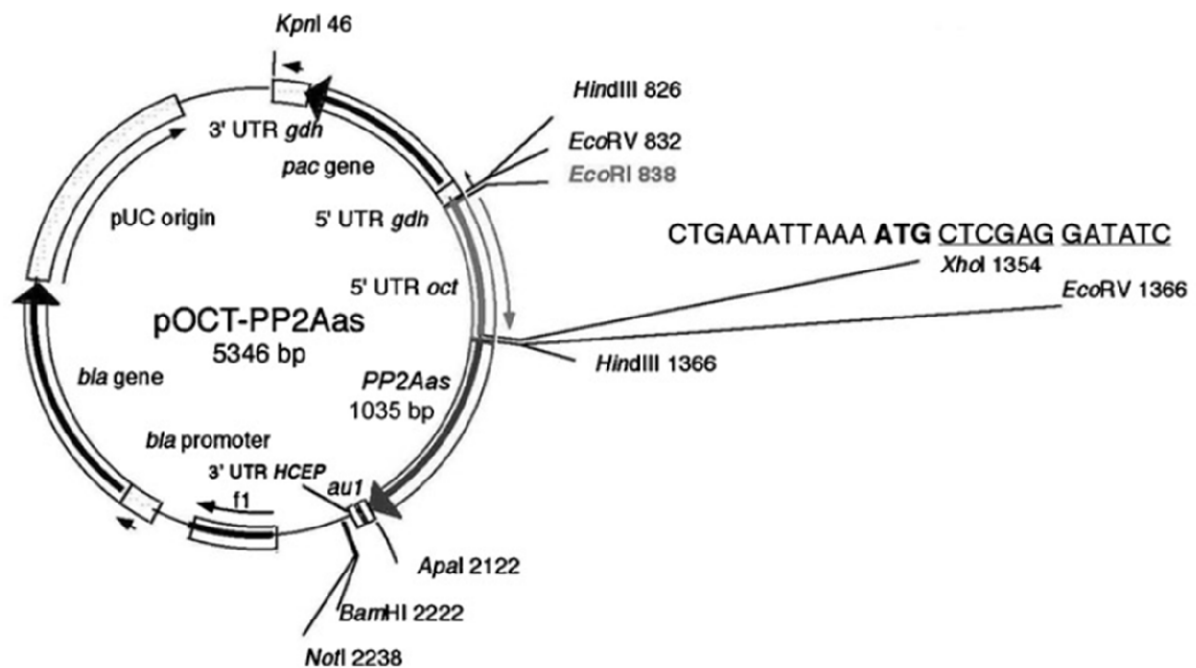 KpnI 46
HindIII 826
EcoRV 832
EcoRI 838
3' UTR gdh
pac gene
5' UTR gdh
pUC origin
CTGAAATTAAA ATG CTCGAG GATATC
XhoI 1354
EcoRV 1366
5' UTR oct
pOCT-PP2Aas
5346 bp
HindIII 1366
bla gene
PP2Aas
1035 bp
bla promoter
3' UTR HCEP
au1
f1
ApaI 2122
BamHI 2222
NotI 2238